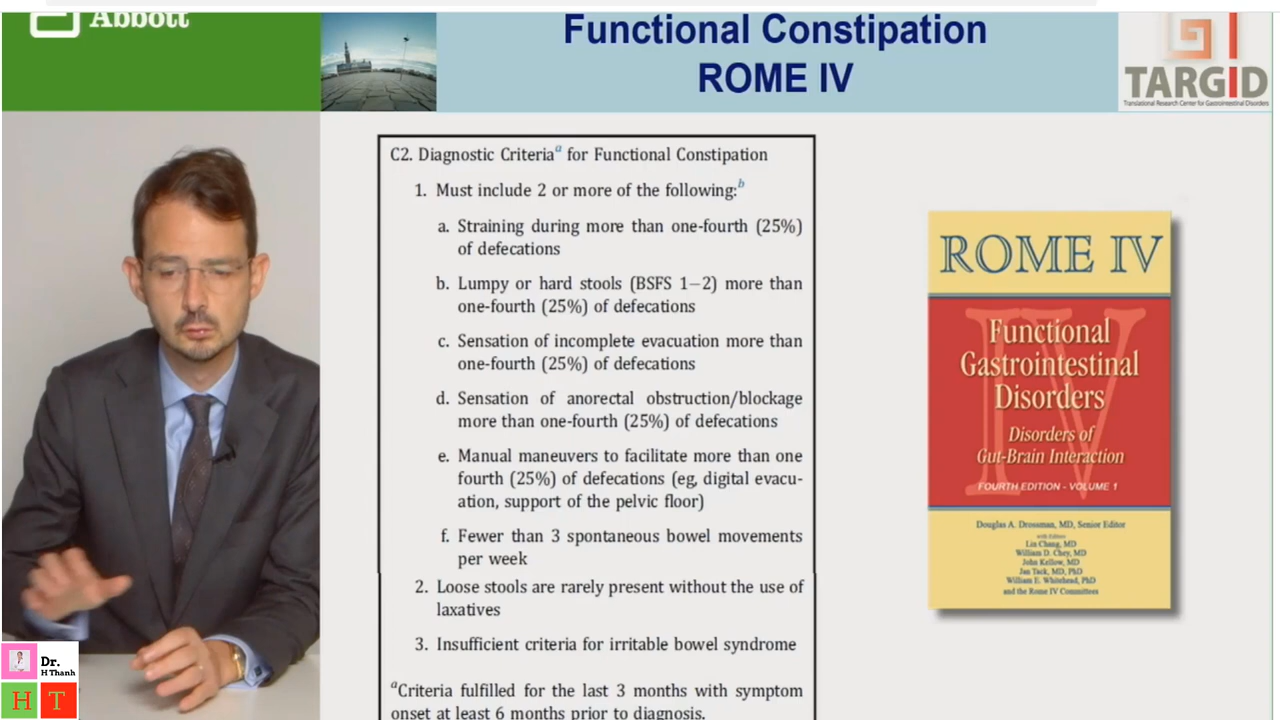 Abbott
Functional Constipation
ROME IV
TARGID
Translational Research Center for Gastrointestinal Disorders
C2. Diagnostic Criteriaᵃ for Functional Constipation
1. Must include 2 or more of the following:ᵇ
a. Straining during more than one-fourth (25%)
of defecations
b. Lumpy or hard stools (BSFS 1–2) more than
one-fourth (25%) of defecations
c. Sensation of incomplete evacuation more than
one-fourth (25%) of defecations
d. Sensation of anorectal obstruction/blockage
more than one-fourth (25%) of defecations
e. Manual maneuvers to facilitate more than one
fourth (25%) of defecations (eg, digital evacu-
ation, support of the pelvic floor)
f. Fewer than 3 spontaneous bowel movements
per week
2. Loose stools are rarely present without the use of
laxatives
3. Insufficient criteria for irritable bowel syndrome
ᵃCriteria fulfilled for the last 3 months with symptom
onset at least 6 months prior to diagnosis.
ROME IV
IV
Functional
Gastrointestinal
Disorders
Disorders of
Gut-Brain Interaction
FOURTH EDITION - VOLUME 1
Douglas A. Drossman, MD, Senior Editor
with Editors
Lin Chang, MD
William D. Chey, MD
John Kellow, MD
Jan Tack, MD, PhD
William E. Whitehead, PhD
and the Rome IV Committees
Dr.
H Thanh
H T